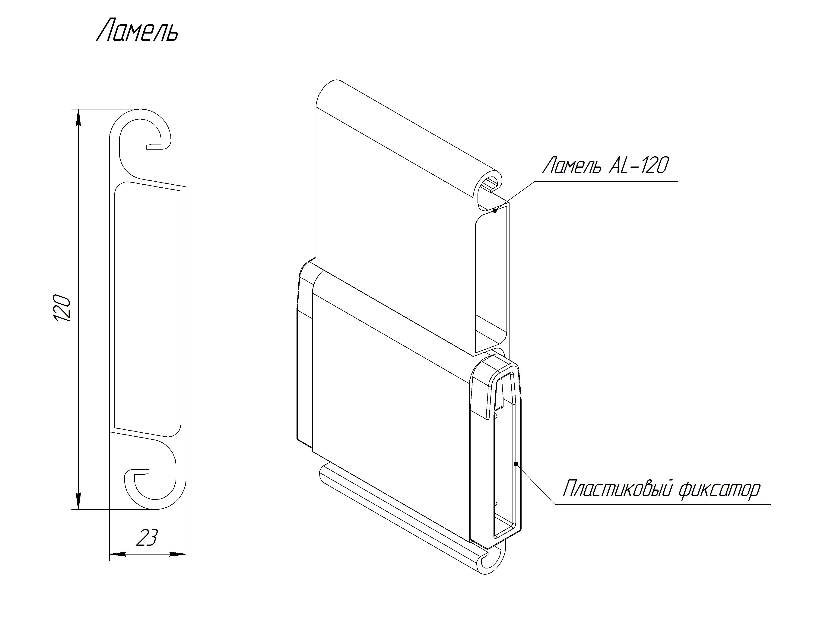 Ламель
Ламель AL-120
120
Пластиковый фиксатор
23